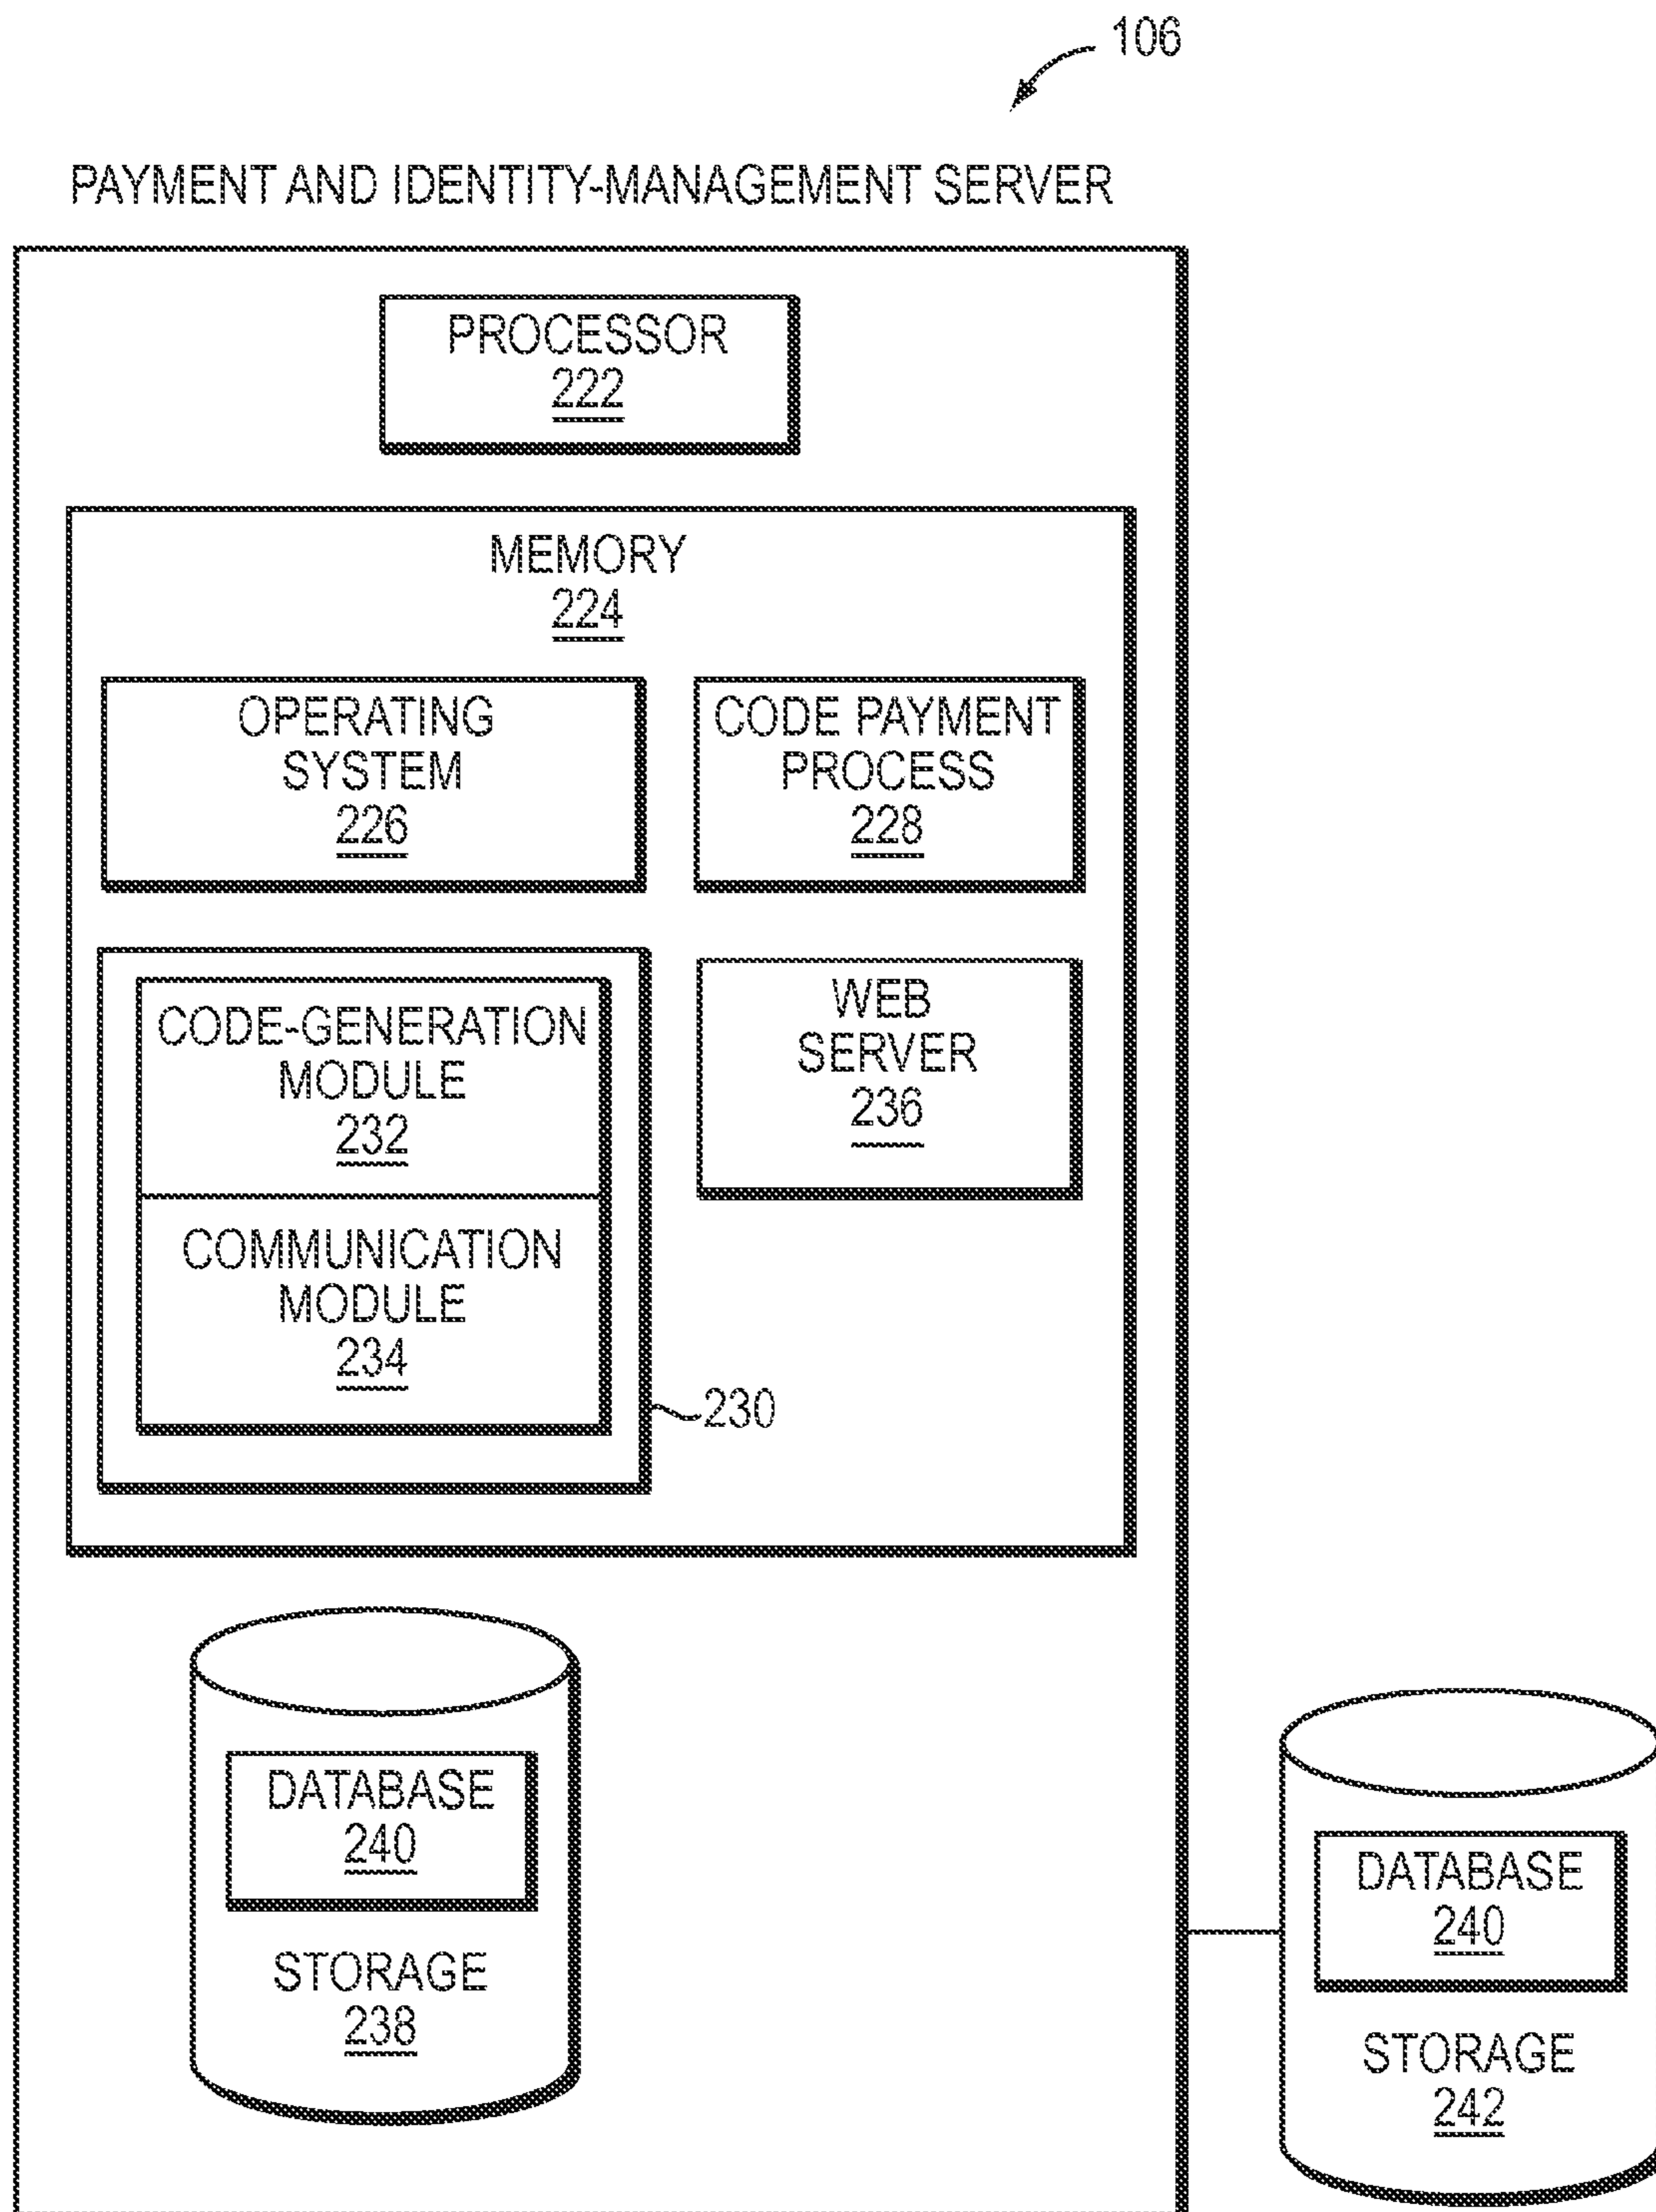 106
PAYMENT AND IDENTITY-MANAGEMENT SERVER
PROCESSOR
222
MEMORY
224
OPERATING
SYSTEM
226
CODE PAYMENT
PROCESS
228
CODE-GENERATION
MODULE
232
COMMUNICATION
MODULE
234
WEB
SERVER
236
230
DATABASE
240
STORAGE
238
DATABASE
240
STORAGE
242